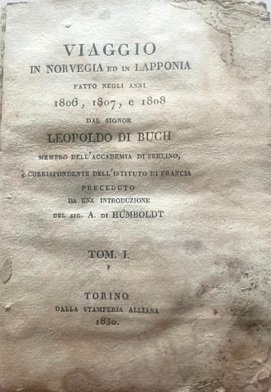 VIAGGIO
IN NORVEGIA ED IN LAPPONIA
FATTO NEGLI ANNI
1806, 1807, e 1808
DAL SIGNOR
LEOPOLDO DI BUCH
MEMBRO DELL'ACCADEMIA DI BERLINO,
CORRISPONDENTE DELL'ISTITUTO DI FRANCIA
PRECEDUTO
DA UNA INTRODUZIONE
DEL SIG. A. DI HUMBOLDT
TOM. I.
TORINO
DALLA STAMPERIA ALLIANA
1830.